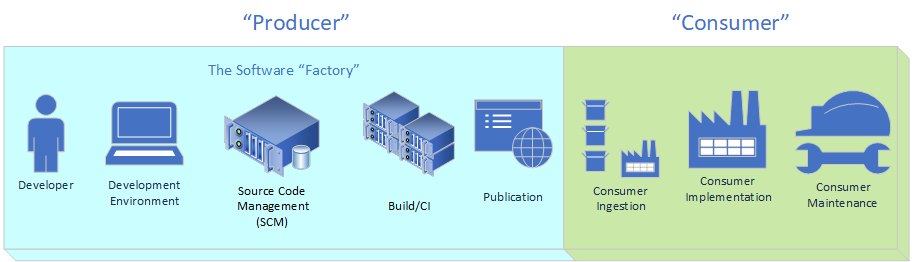 “Producer”
“Consumer”
The Software “Factory”
Developer
Development
Environment
Source Code
Management
(SCM)
Build/CI
Publication
Consumer
Ingestion
Consumer
Implementation
Consumer
Maintenance